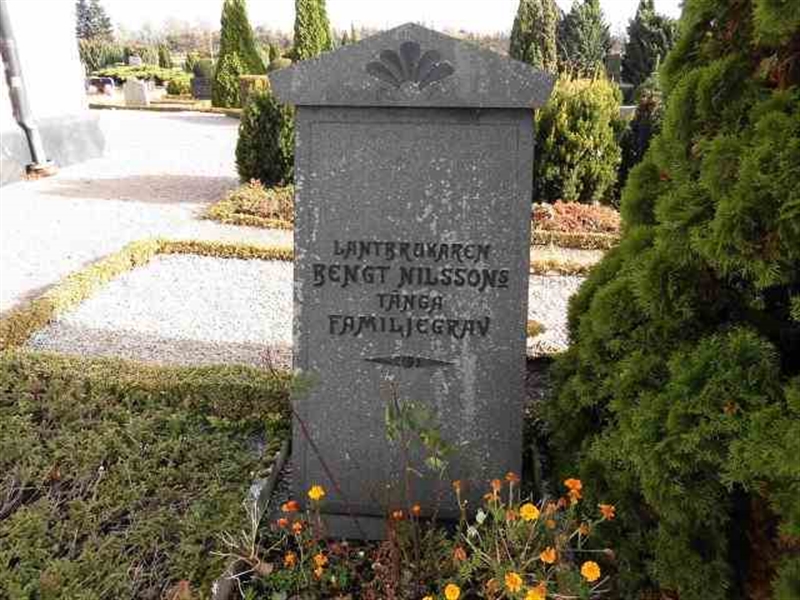 LANTBRUKAREN
BENGT NILSSONS
TÅNGA
FAMILJEGRAV